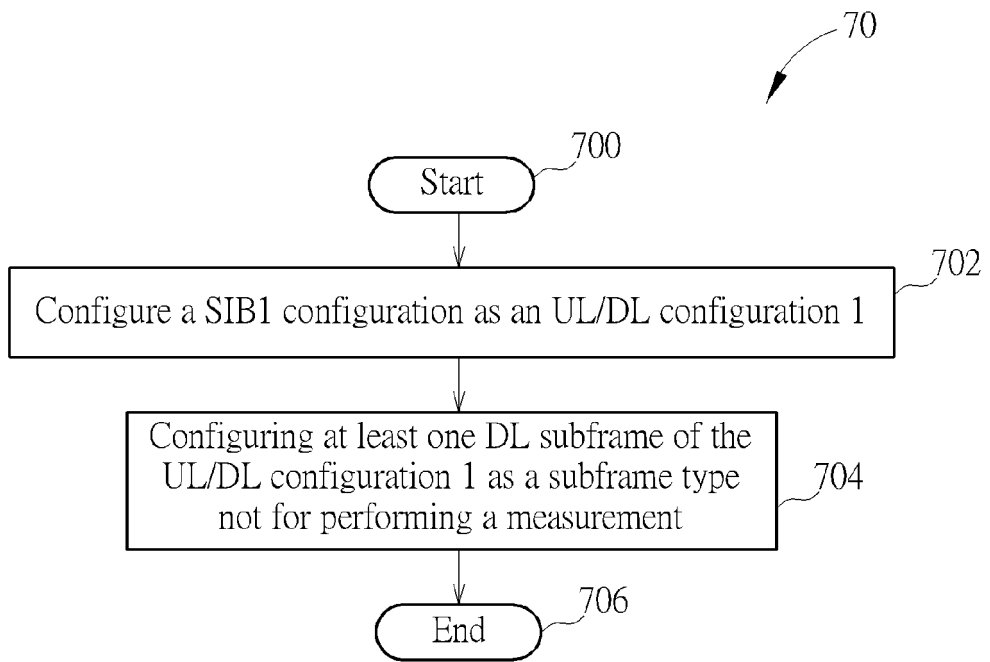 70
700
Start
702
Configure a SIB1 configuration as an UL/DL configuration 1
Configuring at least one DL subframe of the
UL/DL configuration 1 as a subframe type
not for performing a measurement
704
706
End